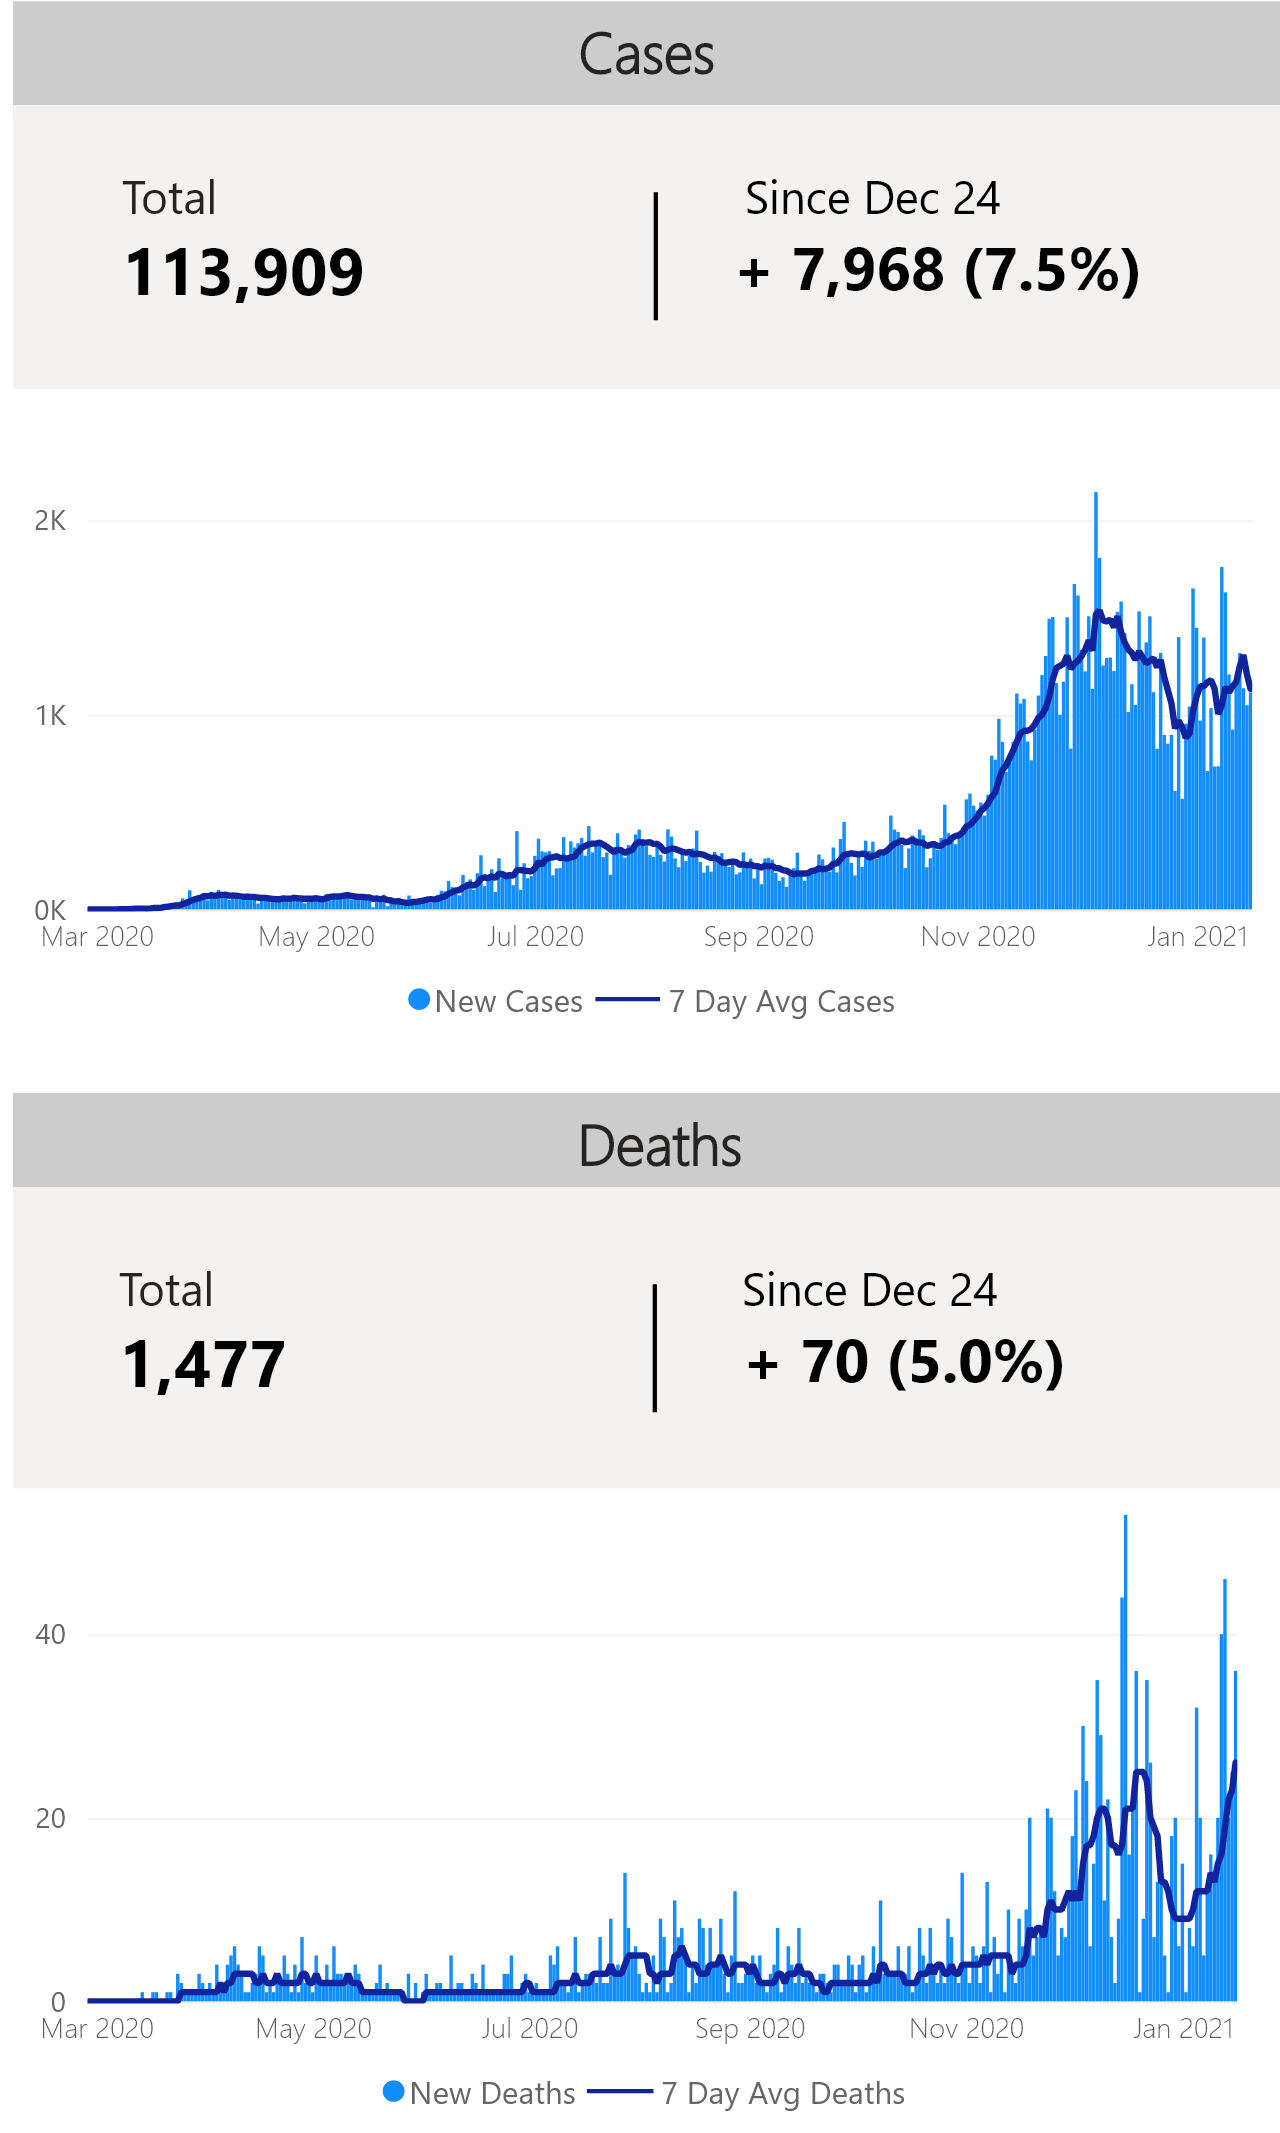 Cases
Total
Since Dec 24
113,909
+ 7,968 (7.5%)
2K
1K
0K
Mar 2020 May 2020 Jul 2020 Sep 2020 Nov 2020 Jan 2021
New Cases 7 Day Avg Cases
Deaths
Total
Since Dec 24
1,477
+ 70 (5.0%)
40
20
0
Mar 2020 May 2020 Jul 2020 Sep 2020 Nov 2020 Jan 2021
New Deaths 7 Day Avg Deaths